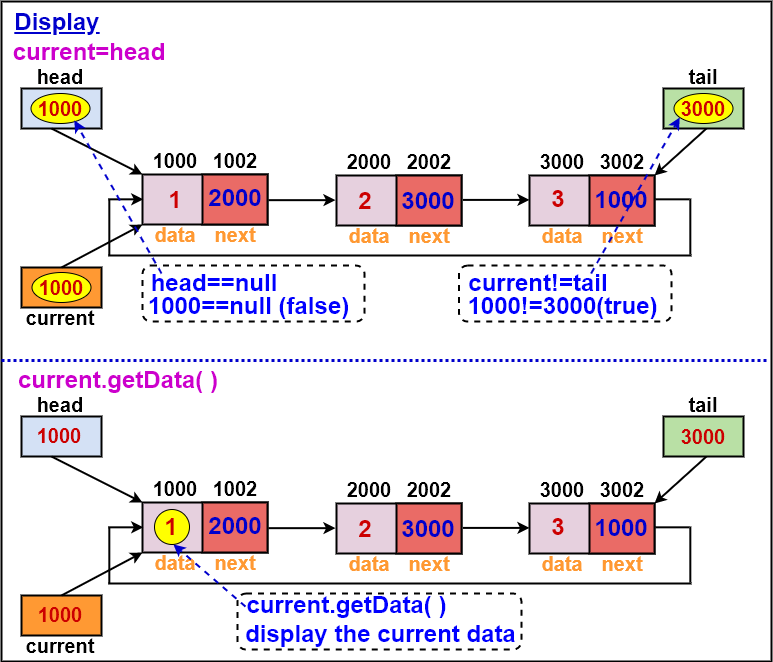 Display
current=head
head
tail
1000
3000
1000 1002
2000 2002
3000 3002
1 2000
2 3000
3 1000
data next
data next
data next
1000
current
head==null
1000==null (false)
current!=tail
1000!=3000(true)
current.getData( )
head
tail
1000
3000
1000 1002
2000 2002
3000 3002
1 2000
2 3000
3 1000
data next
data next
data next
1000
current
current.getData( )
display the current data